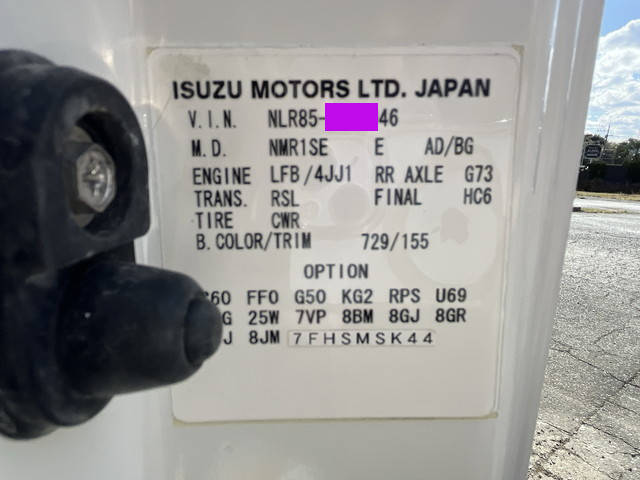 ISUZU MOTORS LTD. JAPAN
V.I.N. NLR85- 46
M.D. NMR1SE E AD/BG
ENGINE LFB/4JJ1 RR AXLE G73
TRANS. RSL FINAL HC6
TIRE CWR
B.COLOR/TRIM 729/155
OPTION
FF0 G50 KG2 RPS U69
25W 7VP 8BM 8GJ 8GR
8JM 7FHSMSK44